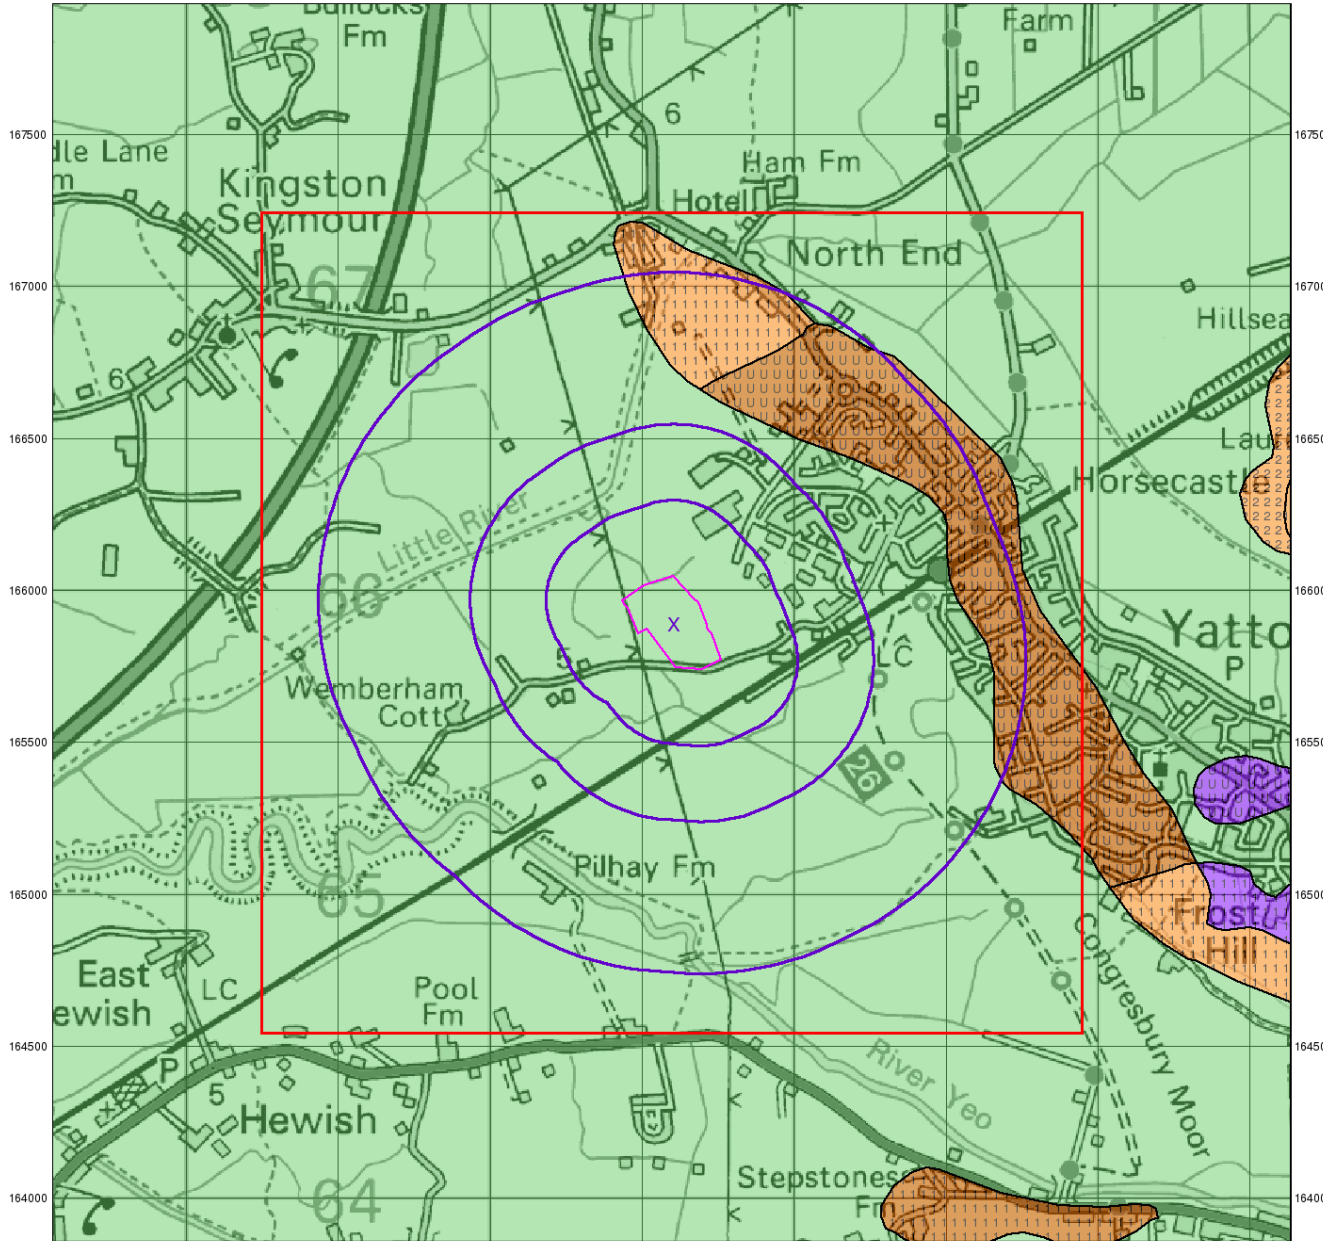 Bullocks
Fm
Farm
6
167500
dle Lane
m
Ham Fm
Kingston
Seymour
Hotel
North End
67
167000
Hillsea
6
166500
Horsecastle
Little River
66
166000
X
Yatto
P
5
LC
Wemberham
Cott
165500
26
Pilhay Fm
65
165000
Frost
Hill
Congresbury Moor
East
ewish
LC
Pool
Fm
164500
P
5
River Yeo
Hewish
Stepstones
Fm
64
164000